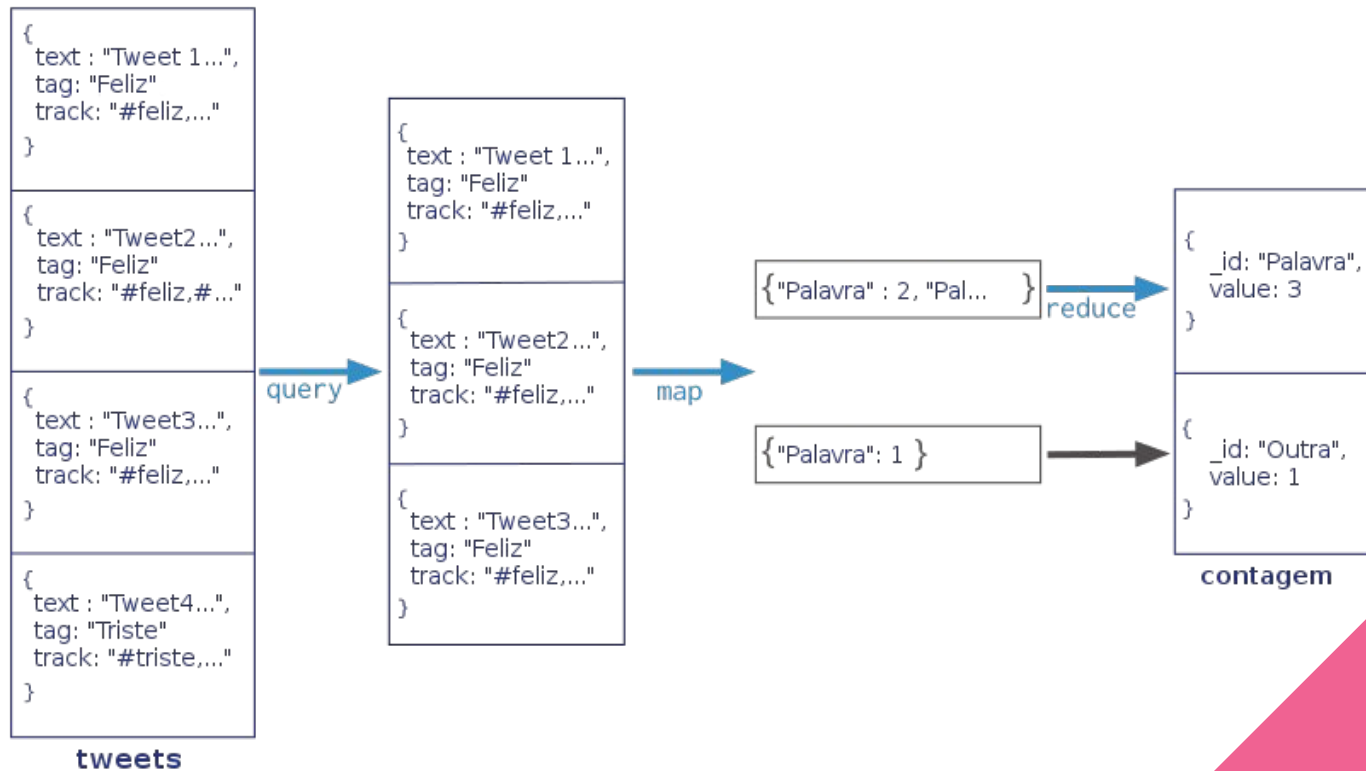 {
text : "Tweet 1...",
tag: "Feliz"
track: "#feliz,..."
}
{
text : "Tweet2...",
tag: "Feliz"
track: "#feliz,#..."
}
{
text : "Tweet3...",
tag: "Feliz"
track: "#feliz,..."
}
{
text : "Tweet4...",
tag: "Triste"
track: "#triste,..."
}
tweets
query
{
text : "Tweet 1...",
tag: "Feliz"
track: "#feliz,..."
}
{
text : "Tweet2...",
tag: "Feliz"
track: "#feliz,..."
}
{
text : "Tweet3...",
tag: "Feliz"
track: "#feliz,..."
}
map
{"Palavra" : 2, "Pal... }
reduce
{"Palavra": 1 }
{
_id: "Palavra",
value: 3
}
{
_id: "Outra",
value: 1
}
contagem